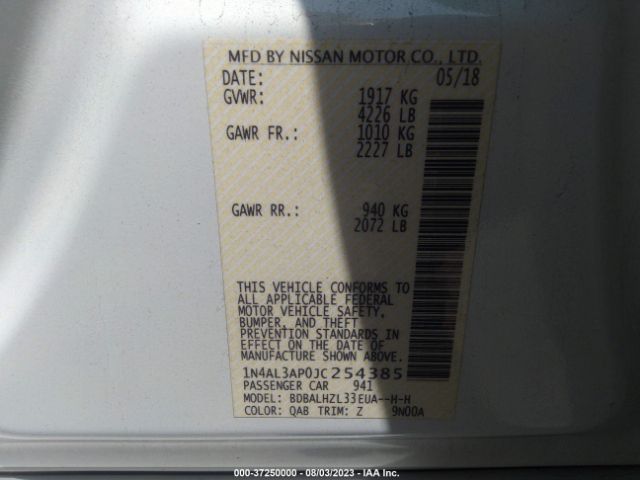 MFD BY NISSAN MOTOR CO., LTD.
DATE: 05/18
GVWR: 1917 KG
4226 LB
GAWR FR.: 1010 KG
2227 LB
GAWR RR.: 940 KG
2072 LB
THIS VEHICLE CONFORMS TO
ALL APPLICABLE FEDERAL
MOTOR VEHICLE SAFETY,
BUMPER, AND THEFT
PREVENTION STANDARDS IN
EFFECT ON THE DATE OF
MANUFACTURE SHOWN ABOVE.
1N4AL3AP0JC254385
PASSENGER CAR 941
MODEL: BDBALHZL33EUA--H-H
COLOR: QAB TRIM: Z 9N00A
000-37250000 - 08/03/2023 - IAA Inc.